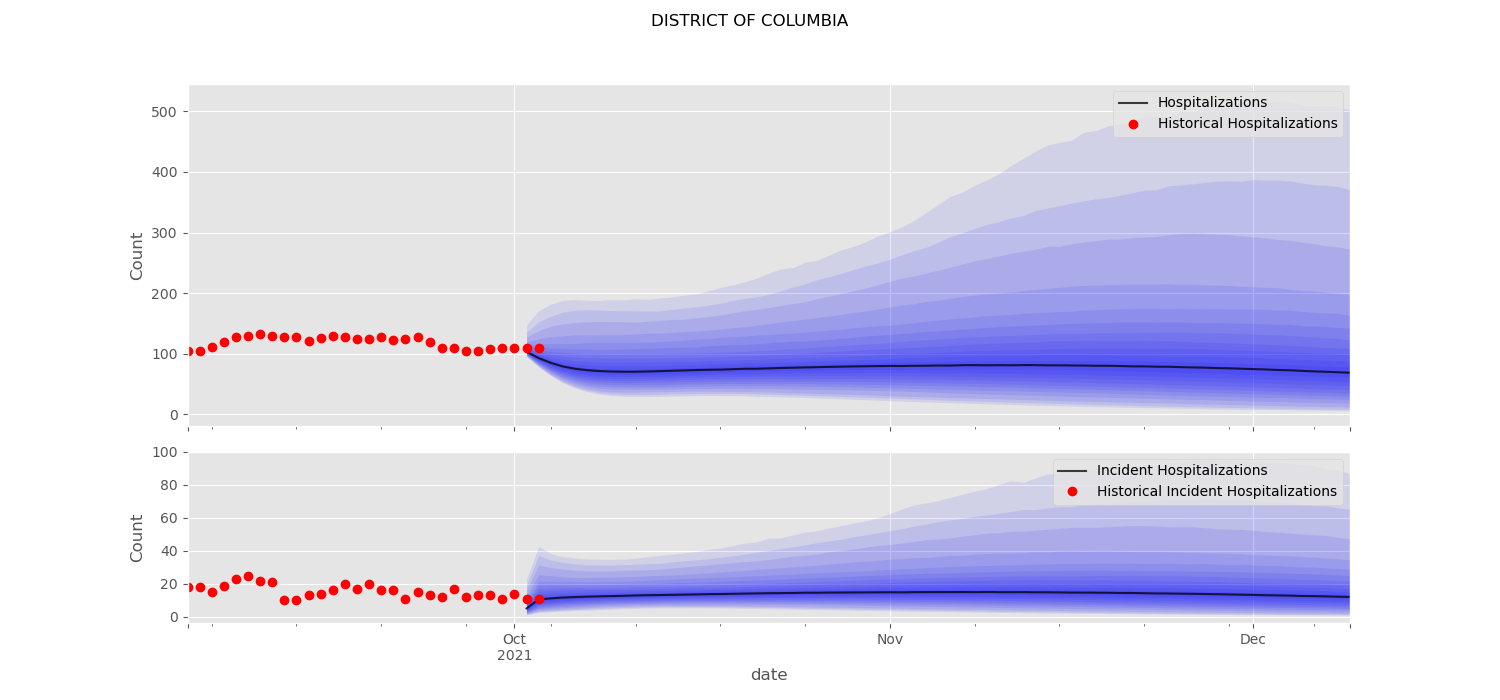 DISTRICT OF COLUMBIA
500
400
300
200
100
0
Count
Hospitalizations
Historical Hospitalizations
100
80
60
40
20
0
Count
Incident Hospitalizations
Historical Incident Hospitalizations
Oct
2021
Nov
Dec
date